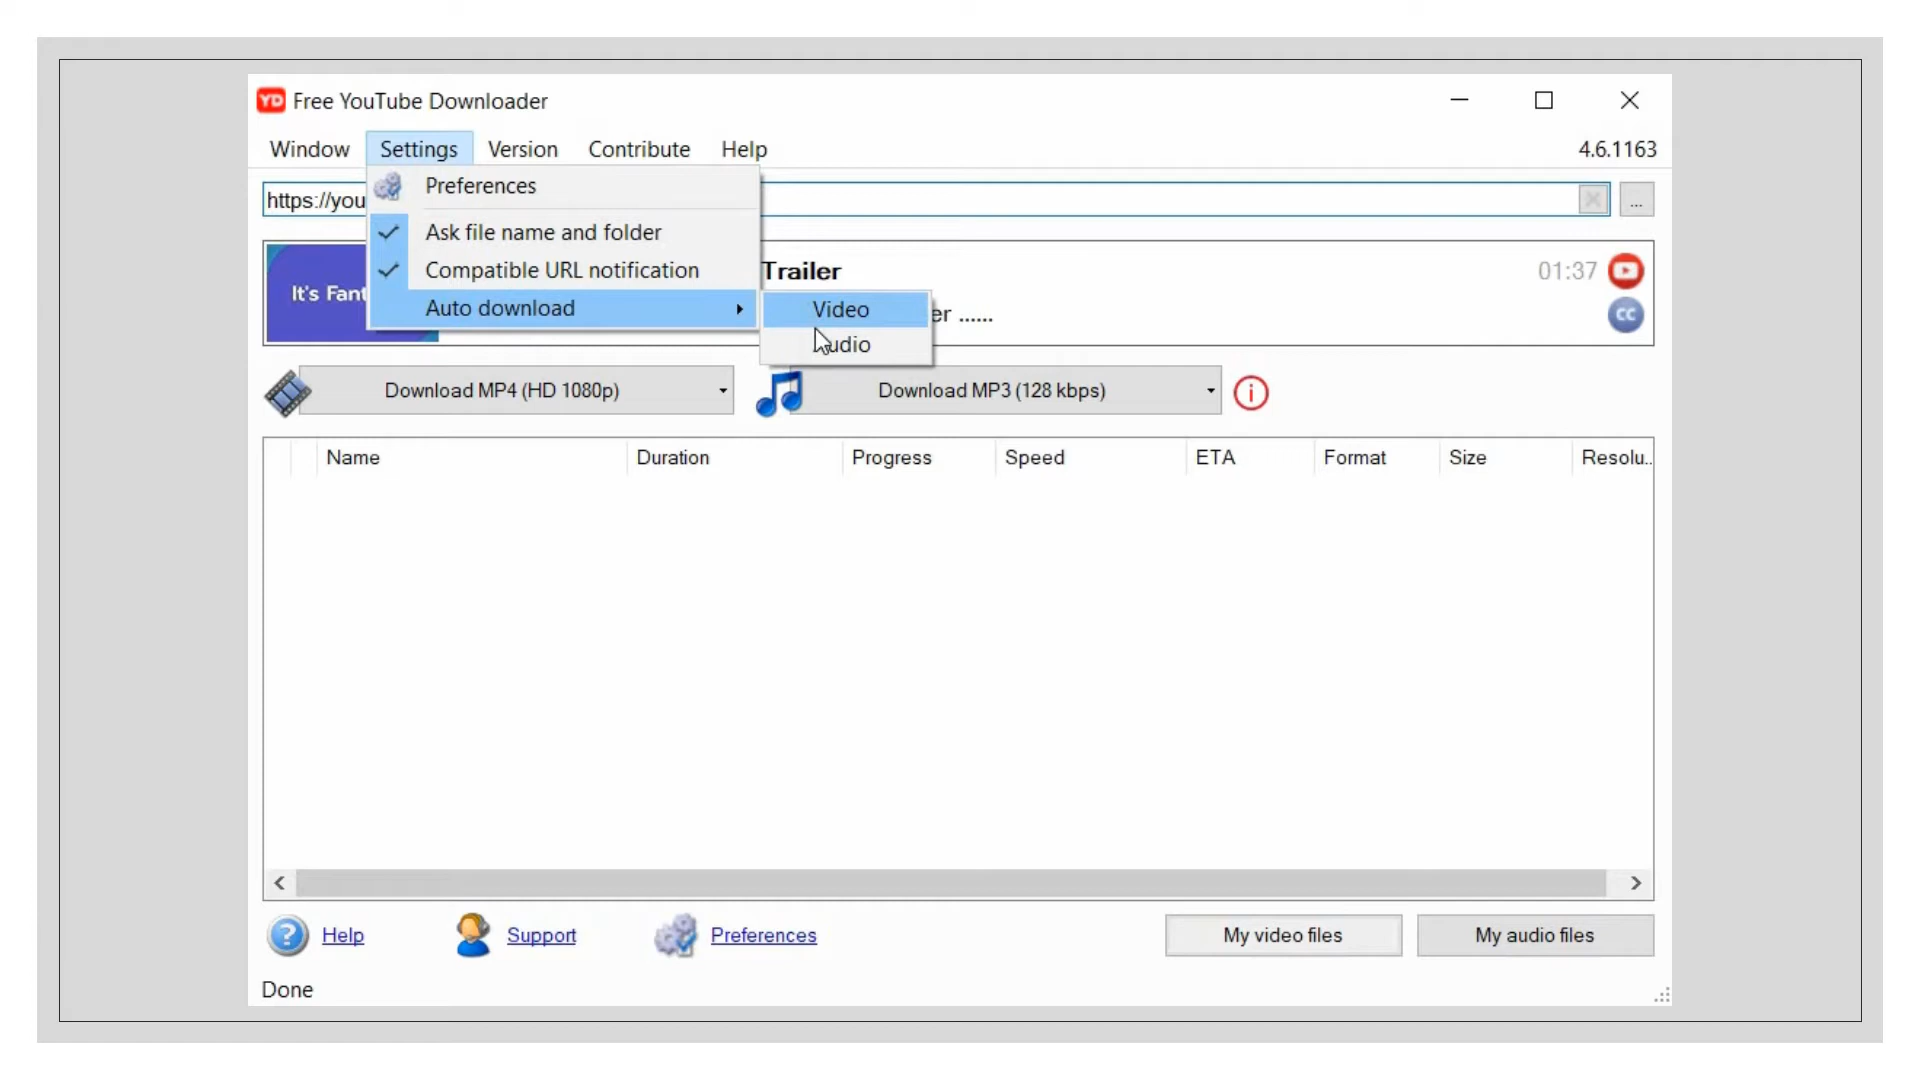 YD Free YouTube Downloader
Window Settings Version Contribute Help 4.6.1163
Preferences
https://you ...
Ask file name and folder
Compatible URL notification
Trailer 01:37
It's Fant
Auto download Video
er ...... CC
udio
Download MP4 (HD 1080p) Download MP3 (128 kbps) i
Name Duration Progress Speed ETA Format Size Resolu..
? Help Support Preferences My video files My audio files
Done